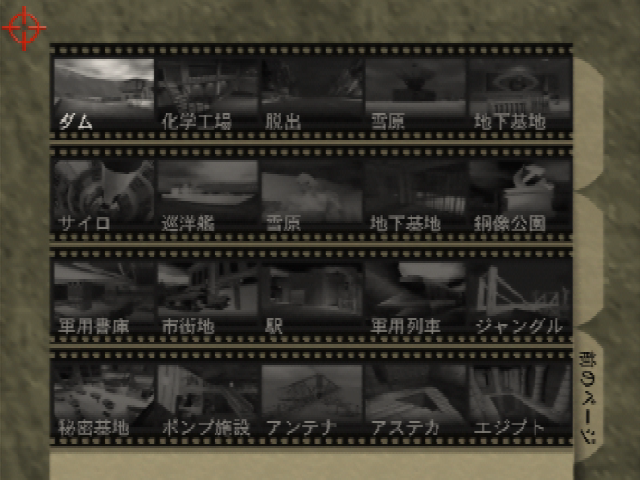 ダム
化学工場
脱出
雪原
地下基地
サイロ
巡洋艦
雪原
地下基地
銅像公園
軍用書庫
市街地
駅
軍用列車
ジャングル
秘密基地
ポンプ施設
アンテナ
アステカ
エジプト
前のページ